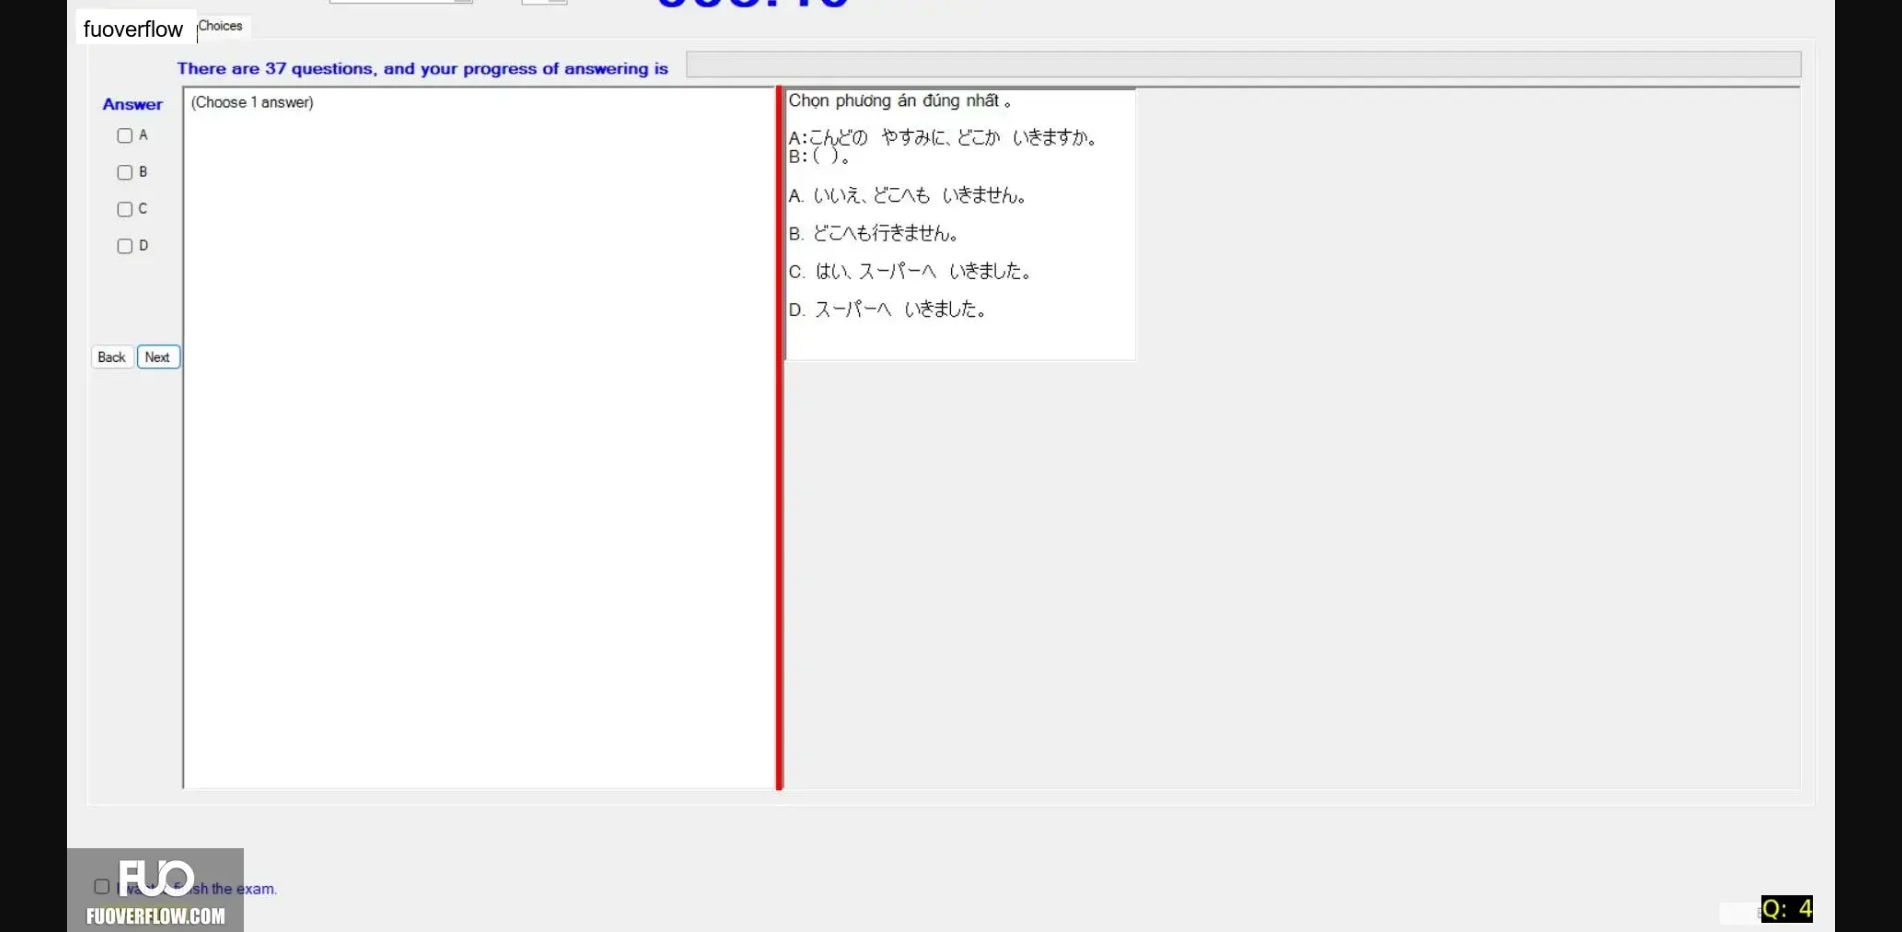 fuoverflow
Choices
There are 37 questions, and your progress of answering is
Answer
(Choose 1 answer)
A
B
C
D
Back
Next
Chọn phương án đúng nhất 。
A:こんどの　やすみに、どこか　いきますか。
B:(  )。
A. いいえ、どこへも　いきません。
B. どこへも行きません。
C. はい、スーパーへ　いきました。
D. スーパーへ　いきました。
FUO
FUOVERFLOW.COM
the exam.
Q: 4